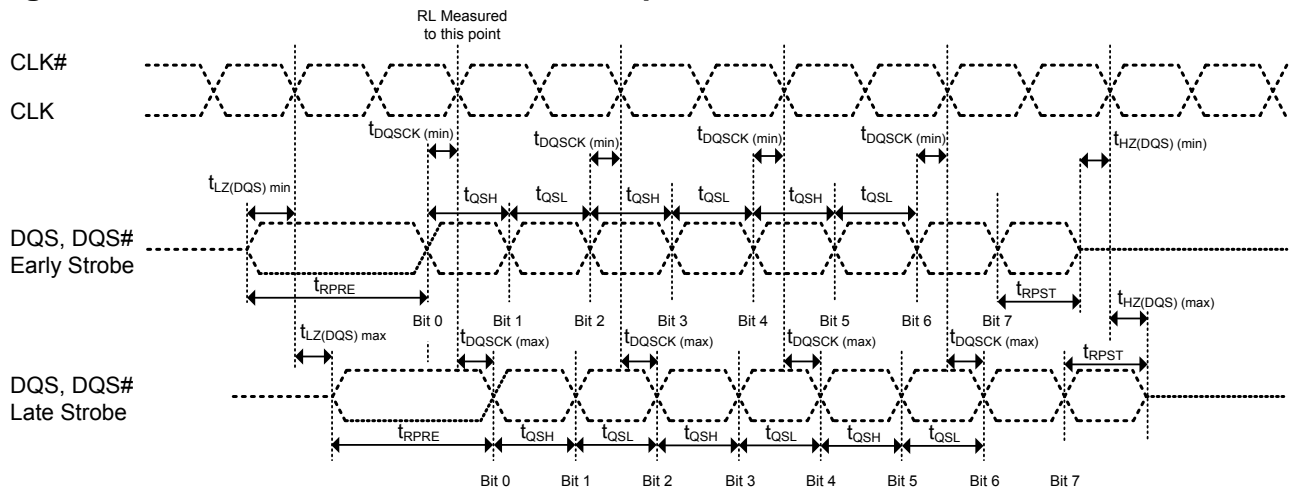 RL Measured
to this point
CLK#
CLK
tDQSCK (min) tDQSCK (min) tDQSCK (min) tDQSCK (min) tHZ(DQS) (min)
tLZ(DQS) min
tQSH tQSL tQSH tQSL tQSH tQSL
DQS, DQS#
Early Strobe
tRPRE tRPST tHZ(DQS) (max)
Bit 0 Bit 1 Bit 2 Bit 3 Bit 4 Bit 5 Bit 6 Bit 7
tLZ(DQS) max tDQSCK (max) tDQSCK (max) tDQSCK (max) tDQSCK (max) tRPST
DQS, DQS#
Late Strobe
tRPRE tQSH tQSL tQSH tQSL tQSH tQSL
Bit 0 Bit 1 Bit 2 Bit 3 Bit 4 Bit 5 Bit 6 Bit 7